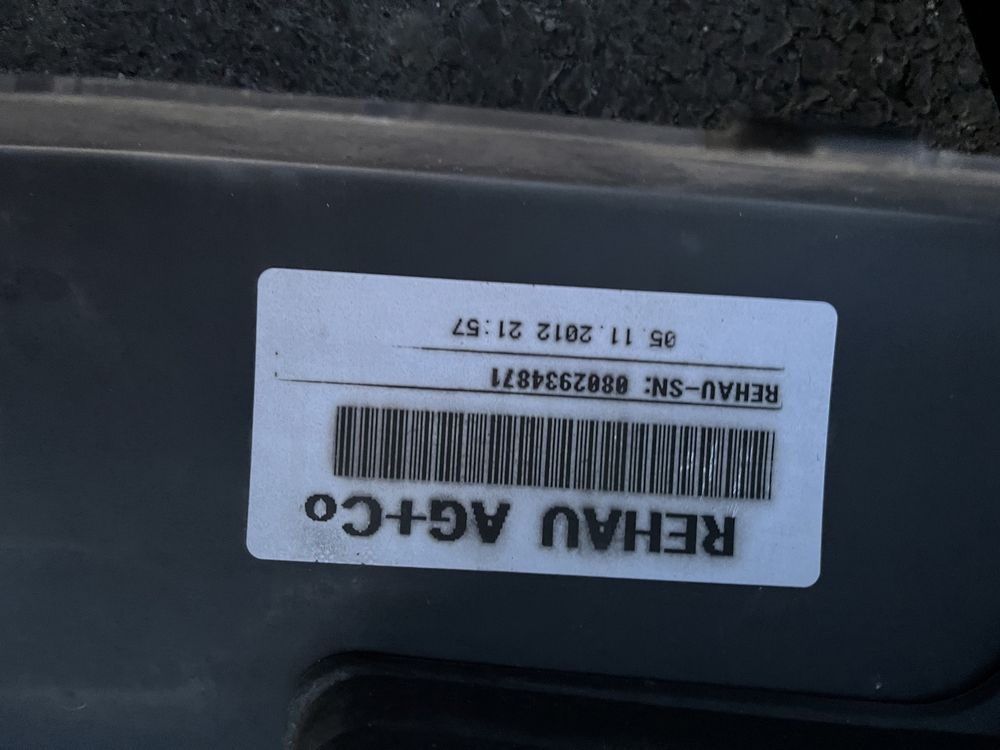 REHAU AG+Co
REHAU-SN: 0802934871
05.11.2012 21:57